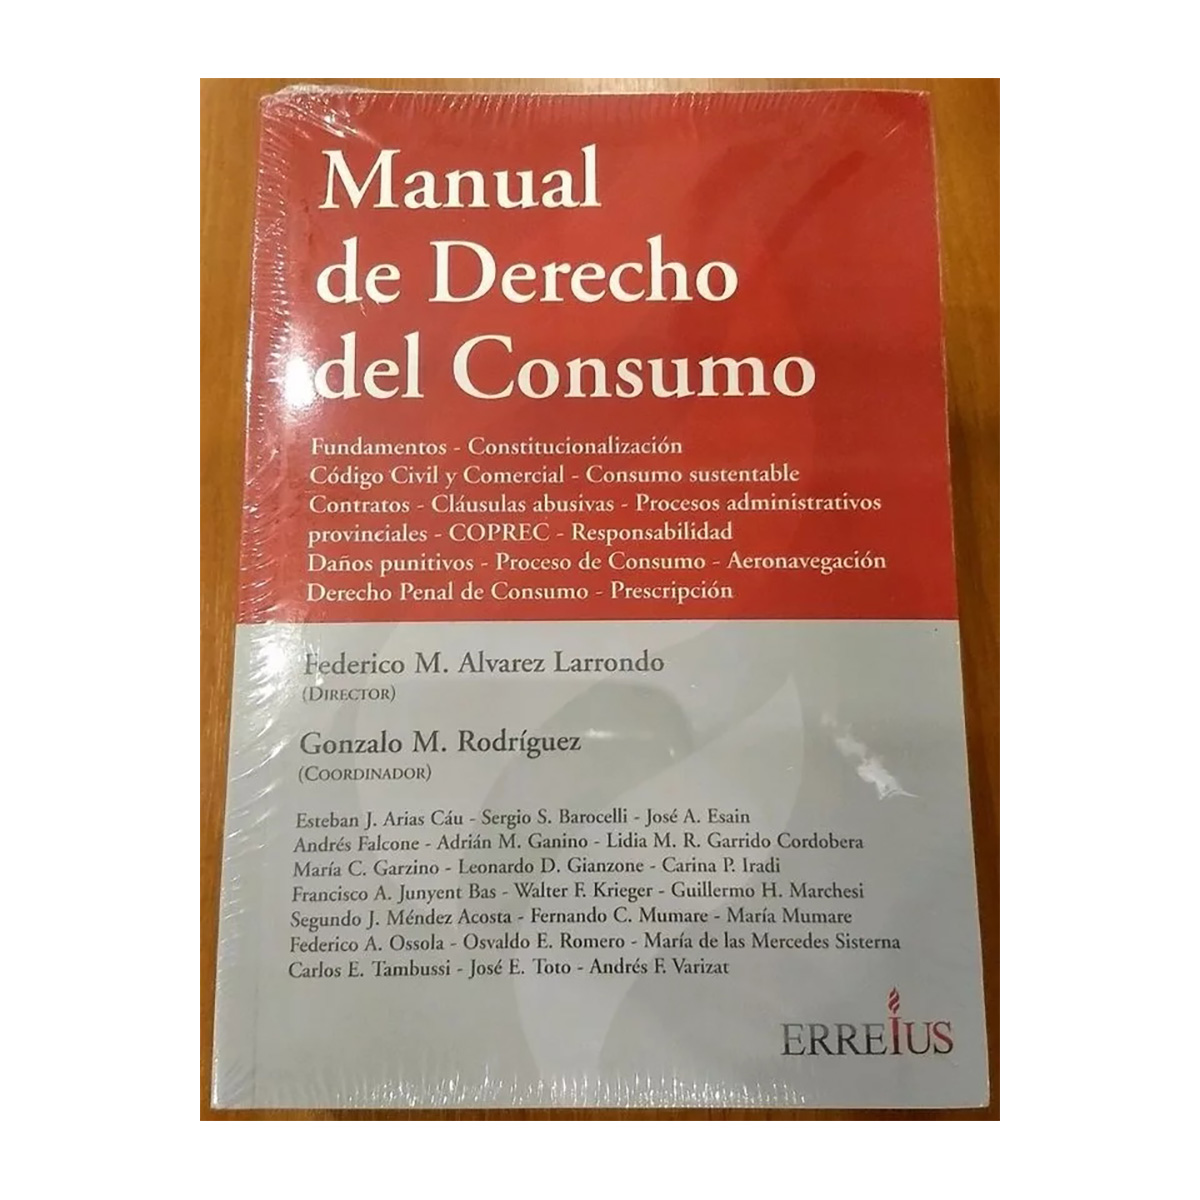 Manual
de Derecho
del Consumo
Fundamentos - Constitucionalización
Código Civil y Comercial - Consumo sustentable
Contratos - Cláusulas abusivas - Procesos administrativos
provinciales - COPREC - Responsabilidad
Daños punitivos - Proceso de Consumo - Aeronavegación
Derecho Penal de Consumo - Prescripción
Federico M. Alvarez Larrondo
(DIRECTOR)
Gonzalo M. Rodríguez
(COORDINADOR)
Esteban J. Arias Cáu - Sergio S. Barocelli - José A. Esain
Andrés Falcone - Adrián M. Ganino - Lidia M. R. Garrido Cordobera
María C. Garzino - Leonardo D. Gianzone - Carina P. Iradi
Francisco A. Junyent Bas - Walter F. Krieger - Guillermo H. Marchesi
Segundo J. Méndez Acosta - Fernando C. Mumare - María Mumare
Federico A. Ossola - Osvaldo E. Romero - María de las Mercedes Sisterna
Carlos E. Tambussi - José E. Toto - Andrés F. Varizat
ERREIUS